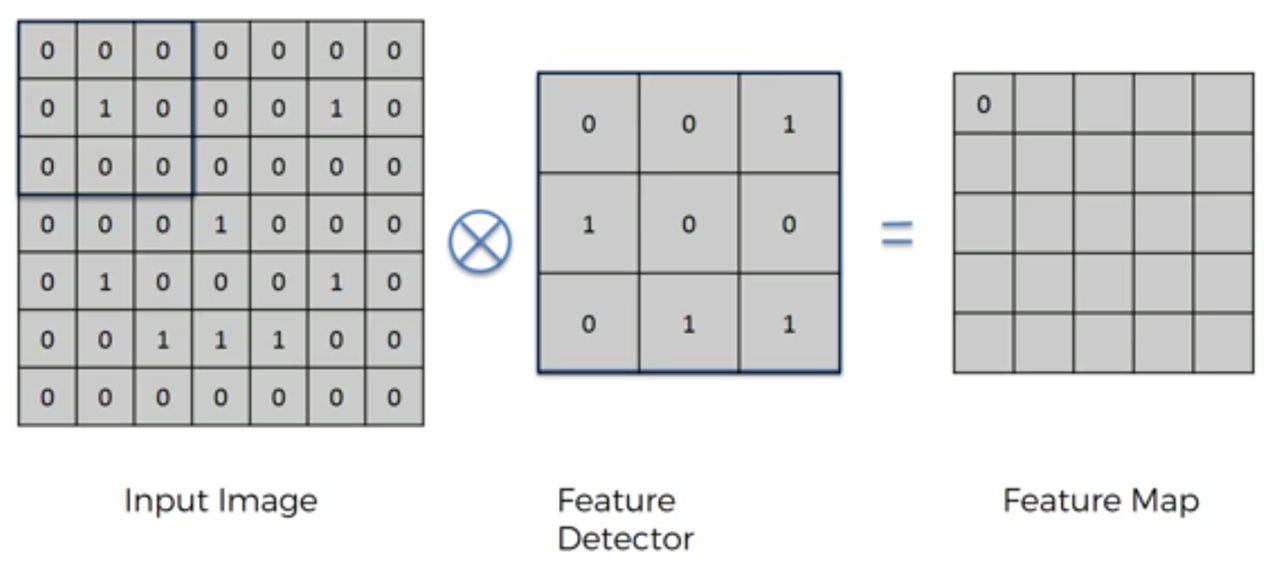 0 0 0 0 0 0 0
0 1 0 0 0 1 0
0 0 0 0 0 0 0
0 0 0 1 0 0 0
0 1 0 0 0 1 0
0 0 1 1 1 0 0
0 0 0 0 0 0 0
Input Image
0 0 1
1 0 0
0 1 1
Feature
Detector
=
0
Feature Map